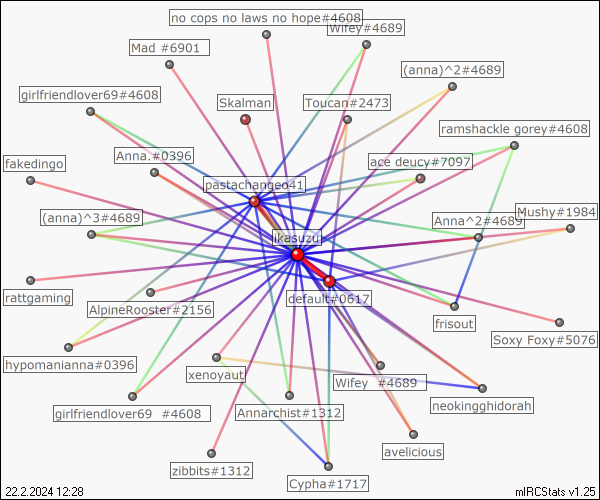 no cops no laws no hope#4608
Wifey#4689
Mad #6901
(anna)^2#4689
girlfriendlover69#4608
Skalman
Toucan#2473
ramshackle gorey#4608
Anna.#0396
ace deucy#7097
fakedingo
pastachangeo41
(anna)^3#4689
Anna^2#4689
Mushy#1984
ikasuzu
rattgaming
AlpineRooster#2156
default#0617
frisout
Soxy Foxy#5076
hypomanianna#0396
xenoyaut
Wifey  #4689
neokingghidorah
girlfriendlover69  #4608
Annarchist#1312
avelicious
zibbits#1312
Cypha#1717
22.2.2024 12:28
mIRCStats v1.25